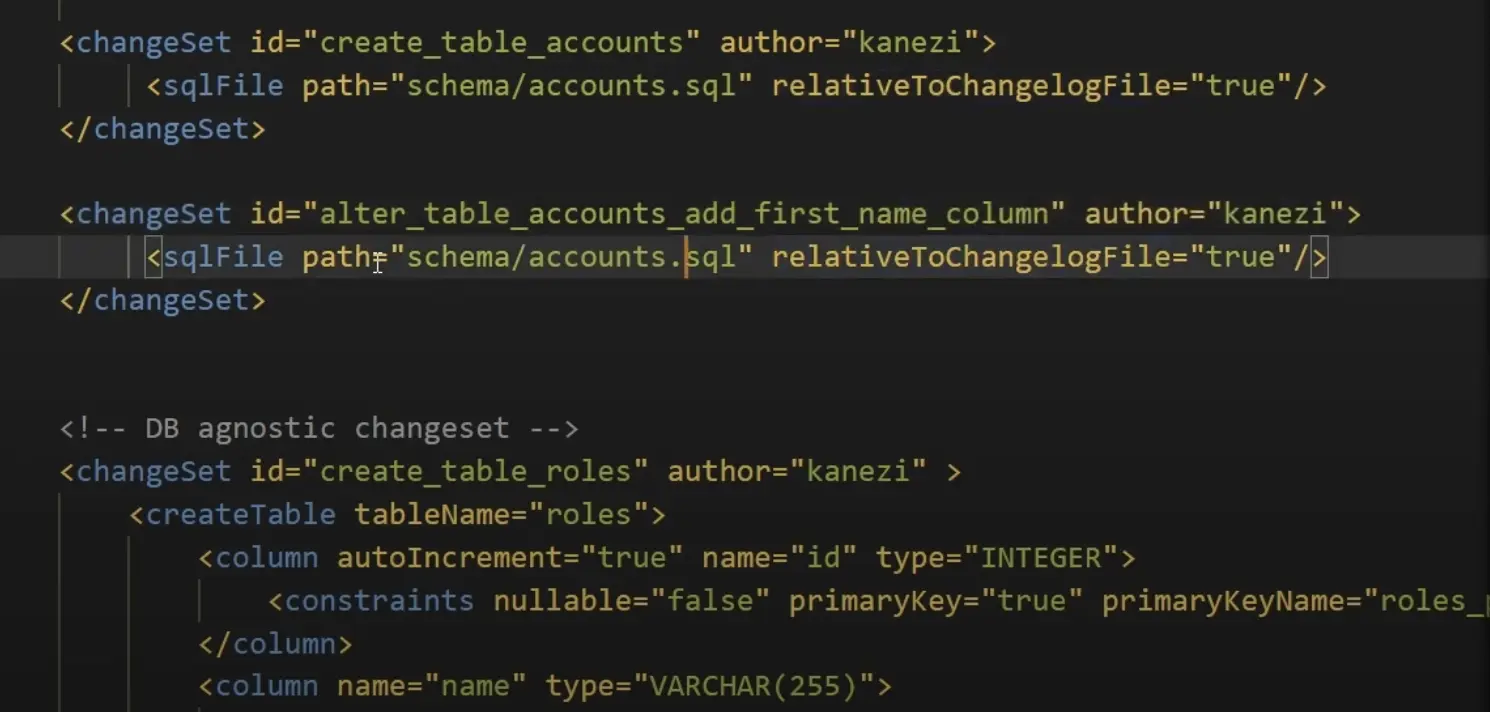 <changeSet id="create_table_accounts" author="kanezi">
<sqlFile path="schema/accounts.sql" relativeToChangelogFile="true"/>
</changeSet>
<changeSet id="alter_table_accounts_add_first_name_column" author="kanezi">
<sqlFile path="schema/accounts.sql" relativeToChangelogFile="true"/>
</changeSet>
<!-- DB agnostic changeset -->
<changeSet id="create_table_roles" author="kanezi" >
<createTable tableName="roles">
<column autoIncrement="true" name="id" type="INTEGER">
<constraints nullable="false" primaryKey="true" primaryKeyName="roles_
</column>
<column name="name" type="VARCHAR(255)">